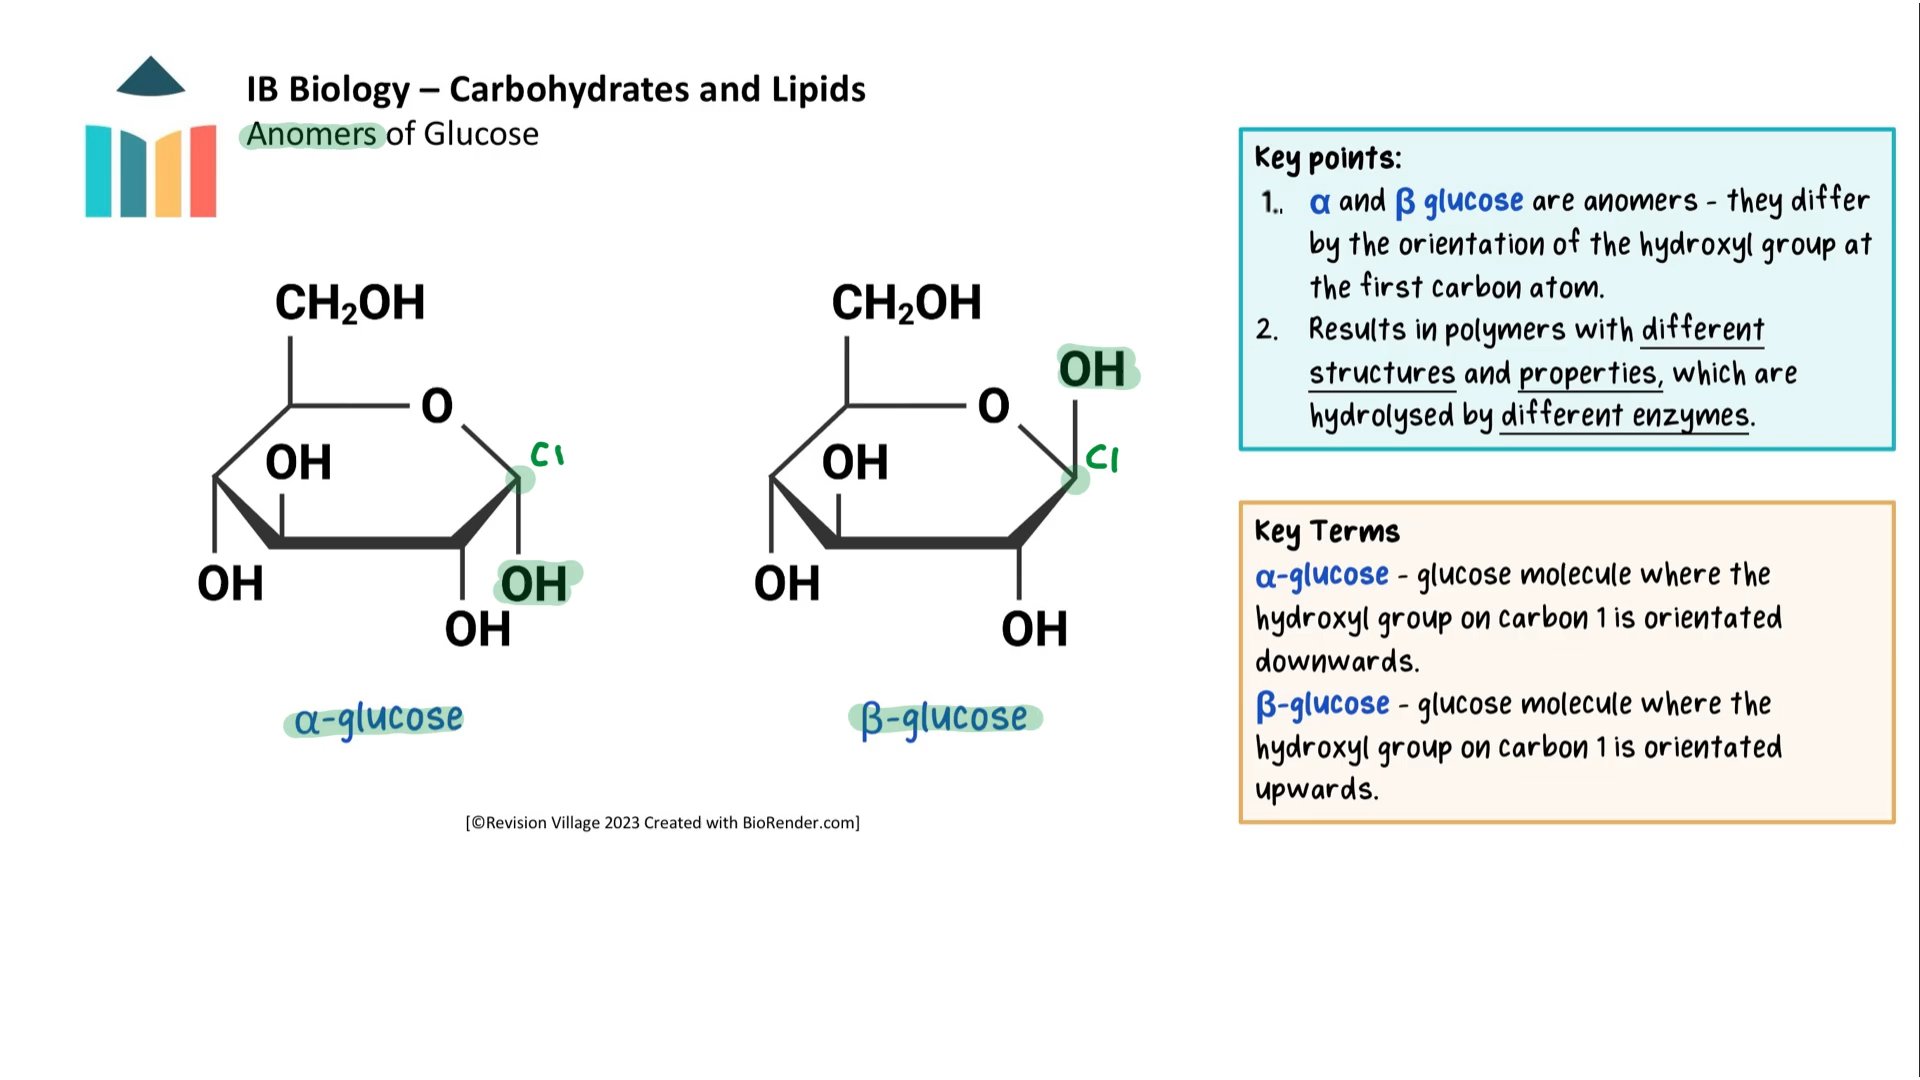 IB Biology – Carbohydrates and Lipids
Anomers of Glucose
CH₂OH
O
C1
OH
OH
OH
OH
α-glucose
CH₂OH
OH
O
C1
OH
OH
OH
β-glucose
[©Revision Village 2023 Created with BioRender.com]
Key points:
1.. α and β glucose are anomers - they differ
by the orientation of the hydroxyl group at
the first carbon atom.
2. Results in polymers with different
structures and properties, which are
hydrolysed by different enzymes.
Key Terms
α-glucose - glucose molecule where the
hydroxyl group on carbon 1 is orientated
downwards.
β-glucose - glucose molecule where the
hydroxyl group on carbon 1 is orientated
upwards.